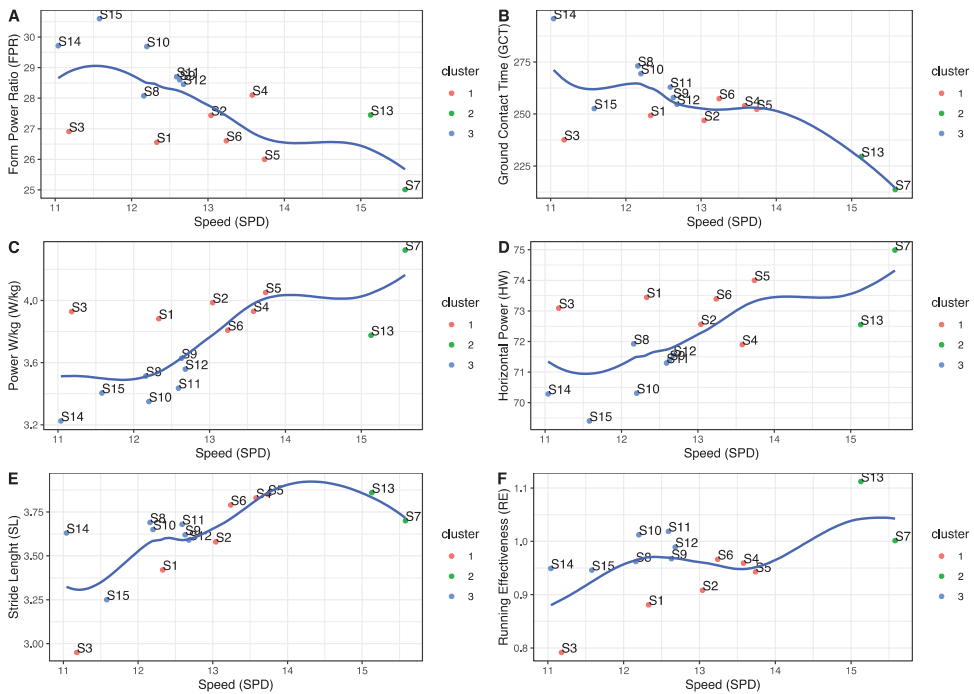 A
Form Power Ratio (FPR)
30
29
28
27
26
25
S15
S14
S10
S12
S8
S4
S2
S13
S3
S1
S6
S5
S7
11
12
13
14
15
Speed (SPD)
cluster
1
2
3
B
Ground Contact Time (GCT)
275
250
225
S14
S8
S10
S11
S9
S12
S6
S15
S4
S5
S1
S2
S3
S13
S7
11
12
13
14
15
Speed (SPD)
cluster
1
2
3
C
Power W/kg (W/kg)
4,0
3,6
3,2
S7
S5
S2
S4
S3
S1
S6
S13
S9
S12
S8
S11
S15
S10
S14
11
12
13
14
15
Speed (SPD)
cluster
1
2
3
D
Horizontal Power (HW)
75
74
73
72
71
70
S7
S5
S1
S6
S3
S2
S13
S8
S4
S12
S11
S14
S10
S15
11
12
13
14
15
Speed (SPD)
cluster
1
2
3
E
Stride Lenght (SL)
3,75
3,50
3,25
3,00
S13
S5
S4
S6
S7
S8
S11
S10
S14
S9
S12
S2
S1
S15
S3
11
12
13
14
15
Speed (SPD)
cluster
1
2
3
F
Running Effectiveness (RE)
1,1
1,0
0,9
0,8
S13
S11
S10
S7
S12
S9
S8
S6
S4
S14
S15
S5
S2
S1
S3
11
12
13
14
15
Speed (SPD)
cluster
1
2
3